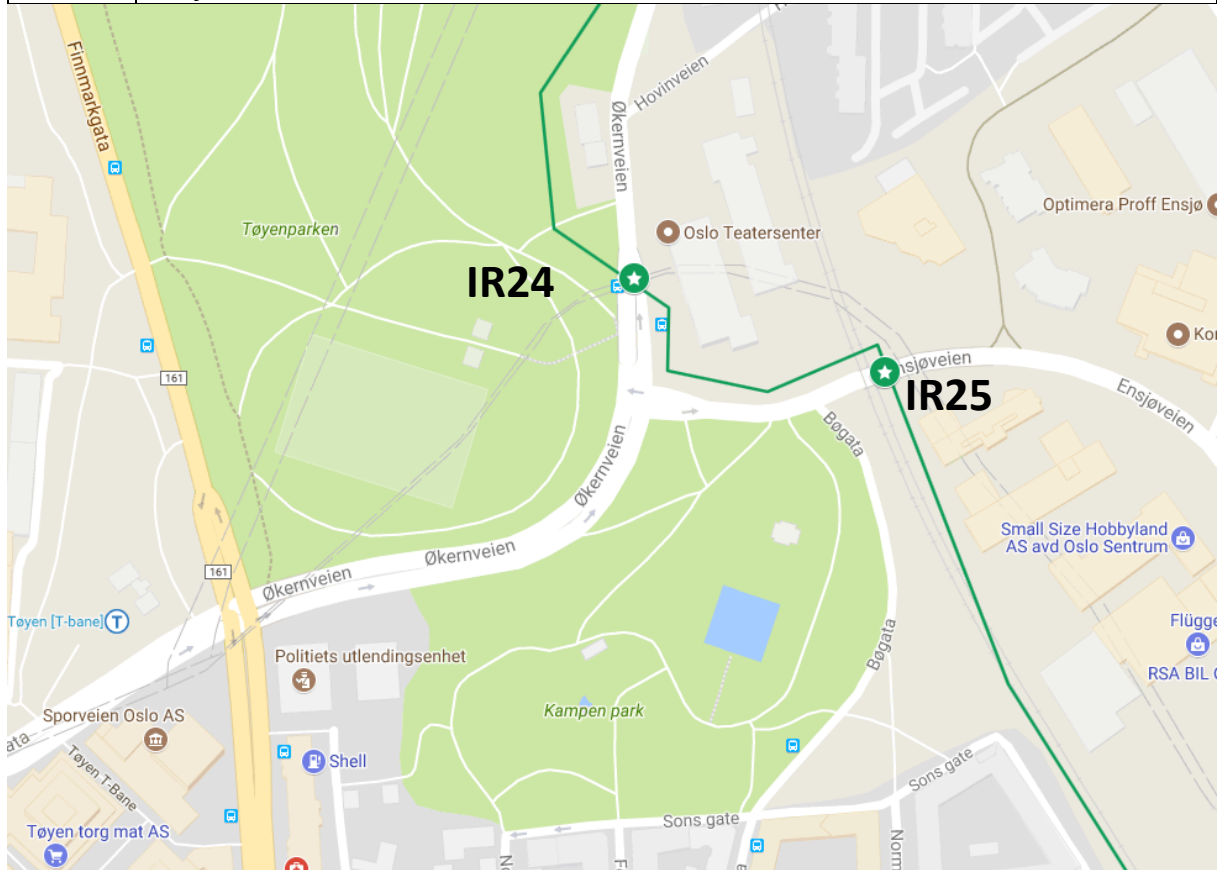 Finnmarkgata
Hovinveien
Økernveien
Tøyenparken
Oslo Teatersenter
Optimera Proff Ensjø
IR24
161
Ensjøveien
IR25
Ensjøveien
Bøgata
Økernveien
Small Size Hobbyland
AS avd Oslo Sentrum
161
Økernveien
Økernveien
Tøyen [T-bane]
T
Flügge
Bøgata
Politiets utlendingsenhet
RSA BIL
Kampen park
Sporveien Oslo AS
Tøyen T-Bane
Shell
Sons gate
Tøyen torg mat AS
Sons gate
Norm